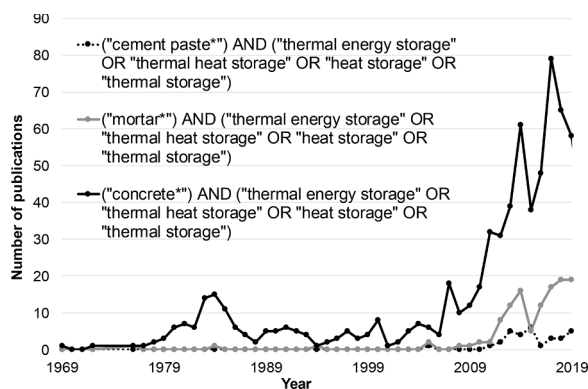 90
80
70
60
50
40
30
20
10
0
Number of publications
("cement paste*") AND ("thermal energy storage"
OR "thermal heat storage" OR "heat storage" OR
"thermal storage")
("mortar*") AND ("thermal energy storage" OR
"thermal heat storage" OR "heat storage" OR
"thermal storage")
("concrete*") AND ("thermal energy storage" OR
"thermal heat storage" OR "heat storage" OR
"thermal storage")
1969 1979 1989 1999 2009 2019
Year